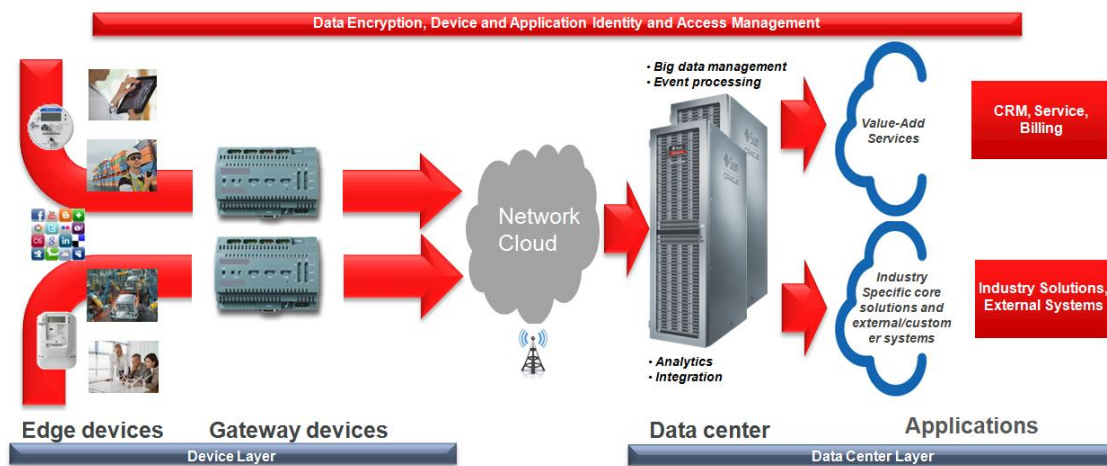 Data Encryption, Device and Application Identity and Access Management
• Big data management
• Event processing
Value-Add
Services
CRM, Service,
Billing
Network
Cloud
Sun
ORACLE
Industry
Specific core
solutions and
external/custom
er systems
Industry Solutions,
External Systems
• Analytics
• Integration
Edge devices
Gateway devices
Data center
Applications
Device Layer
Data Center Layer